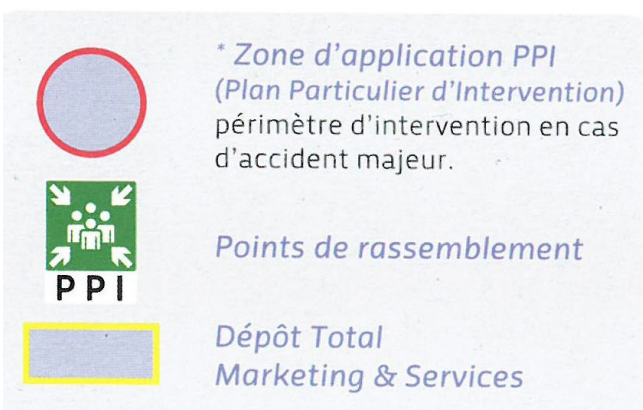 * Zone d'application PPI
(Plan Particulier d'Intervention)
périmètre d'intervention en cas
d'accident majeur.
PPI
Points de rassemblement
Dépôt Total
Marketing & Services